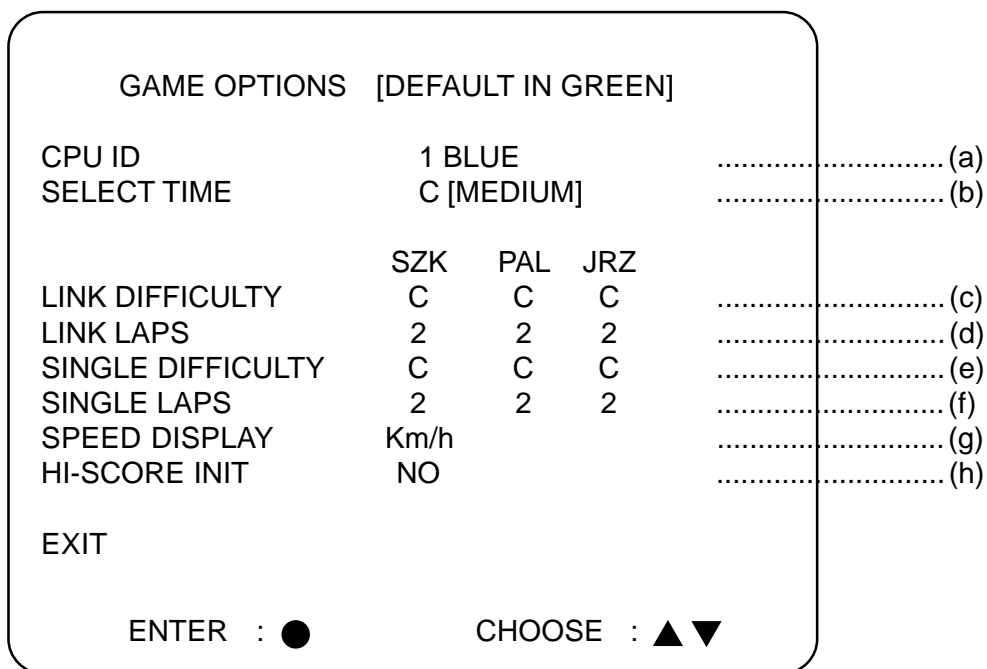 GAME OPTIONS [DEFAULT IN GREEN]
CPU ID 1 BLUE ............................ (a)
SELECT TIME C [MEDIUM] ............................ (b)
SZK PAL JRZ
LINK DIFFICULTY C C C ............................ (c)
LINK LAPS 2 2 2 ............................ (d)
SINGLE DIFFICULTY C C C ............................ (e)
SINGLE LAPS 2 2 2 ............................ (f)
SPEED DISPLAY Km/h ............................ (g)
HI-SCORE INIT NO ............................ (h)
EXIT
ENTER : ● CHOOSE : ▲▼